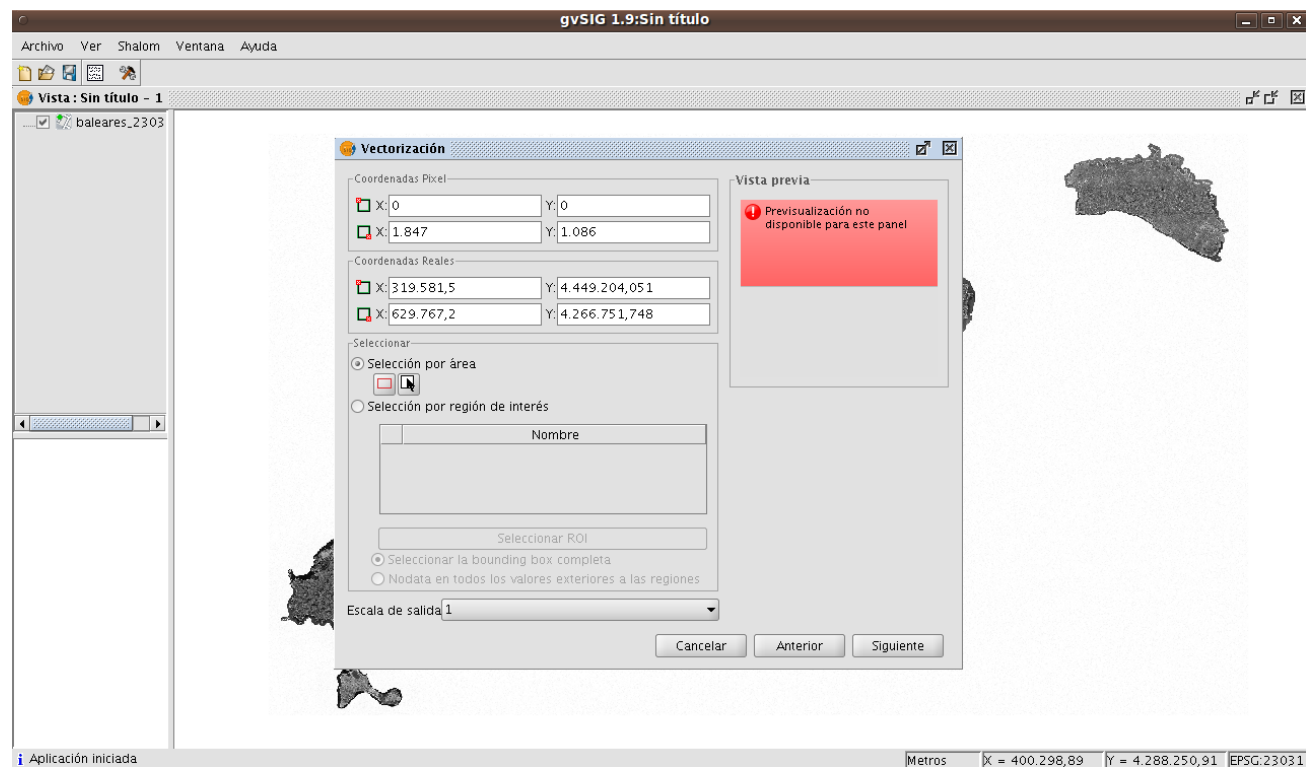 gvSIG 1.9:Sin título
Archivo Ver Shalom Ventana Ayuda
Vista : Sin título - 1
baleares_2303
Vectorización
Coordenadas Pixel
X: 0 Y: 0
X: 1.847 Y: 1.086
Coordenadas Reales
X: 319.581,5 Y: 4.449.204,051
X: 629.767,2 Y: 4.266.751,748
Seleccionar
Selección por área
Selección por región de interés
Nombre
Seleccionar ROI
Seleccionar la bounding box completa
Nodata en todos los valores exteriores a las regiones
Escala de salida 1
Vista previa
Previsualización no
disponible para este panel
Cancelar Anterior Siguiente
Aplicación iniciada
Metros X = 400.298,89 Y = 4.288.250,91 EPSG:23031